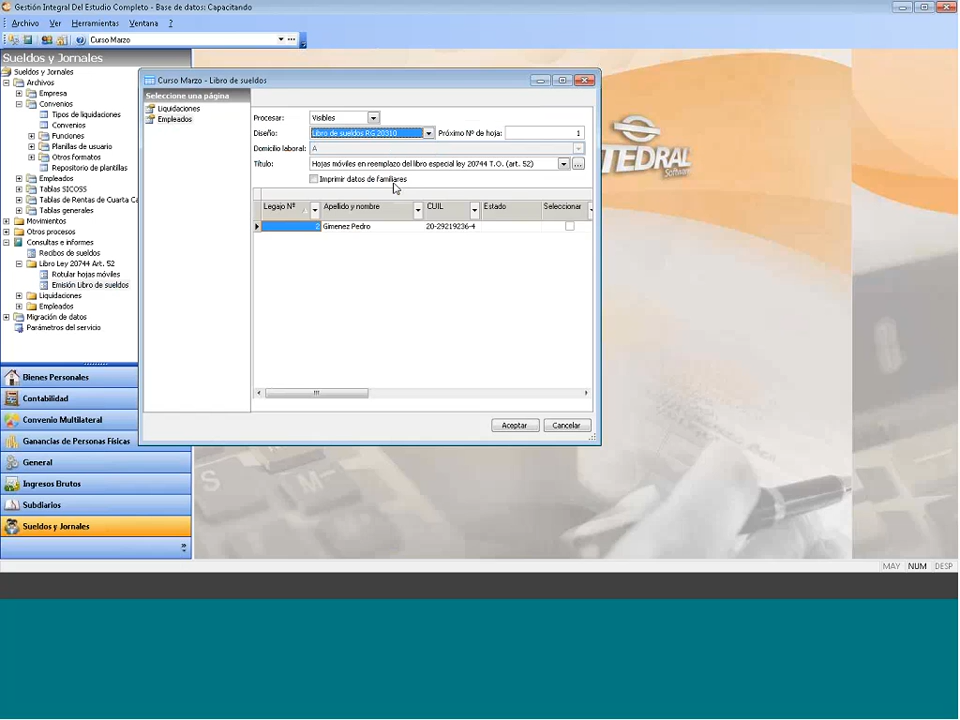 Gestión Integral Del Estudio Completo - Base de datos: Capacitando
Archivo Ver Herramientas Ventana ?
Curso Marzo
Sueldos y Jornales
Sueldos y Jornales
Archivos
Empresa
Convenios
Tipos de liquidaciones
Convenios
Funciones
Planillas de usuario
Otros formatos
Repositorio de plantillas
Empleados
Tablas SICOSS
Tablas de Rentas de Cuarta Ca
Tablas generales
Movimientos
Otros procesos
Consultas e informes
Recibos de sueldos
Libro Ley 20744 Art. 52
Rotular hojas móviles
Emisión Libro de sueldos
Liquidaciones
Empleados
Migración de datos
Parámetros del servicio
Bienes Personales
Contabilidad
Convenio Multilateral
Ganancias de Personas Físicas
General
Ingresos Brutos
Subdiarios
Sueldos y Jornales
Curso Marzo - Libro de sueldos
Seleccione una página
Liquidaciones
Empleados
Procesar: Visibles
Diseño: Libro de sueldos RG 20310 Próximo Nº de hoja: 1
Domicilio laboral: A
Título: Hojas móviles en reemplazo del libro especial ley 20744 T.O. (art. 52) ...
Imprimir datos de familiares
Legajo Nº Apellido y nombre CUIL Estado Seleccionar
2 Gimenez Pedro 20-29219236-4
Aceptar Cancelar
TEDRAL
Software
S M
MAY NUM DESP